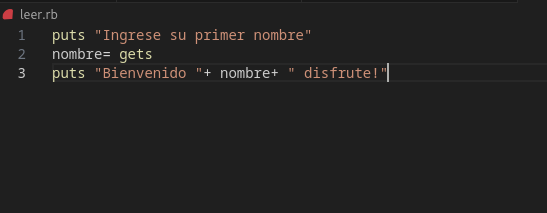 leer.rb
1 puts "Ingrese su primer nombre"
2 nombre= gets
3 puts "Bienvenido "+ nombre+ " disfrute!"